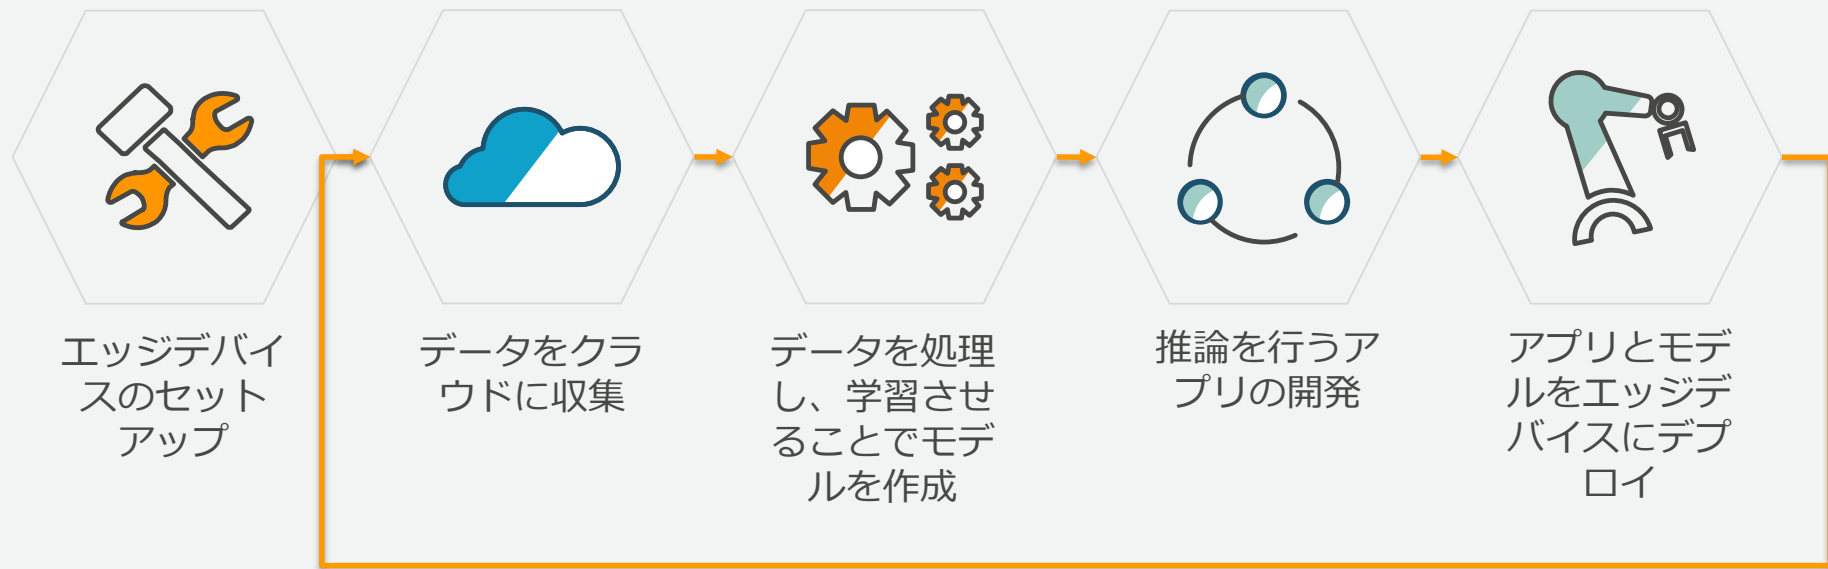 エッジデバイ
スのセット
アップ
データをクラ
ウドに収集
データを処理
し、学習させ
ることでモデ
ルを作成
推論を行うア
プリの開発
アプリとモデ
ルをエッジデ
バイスにデプ
ロイ